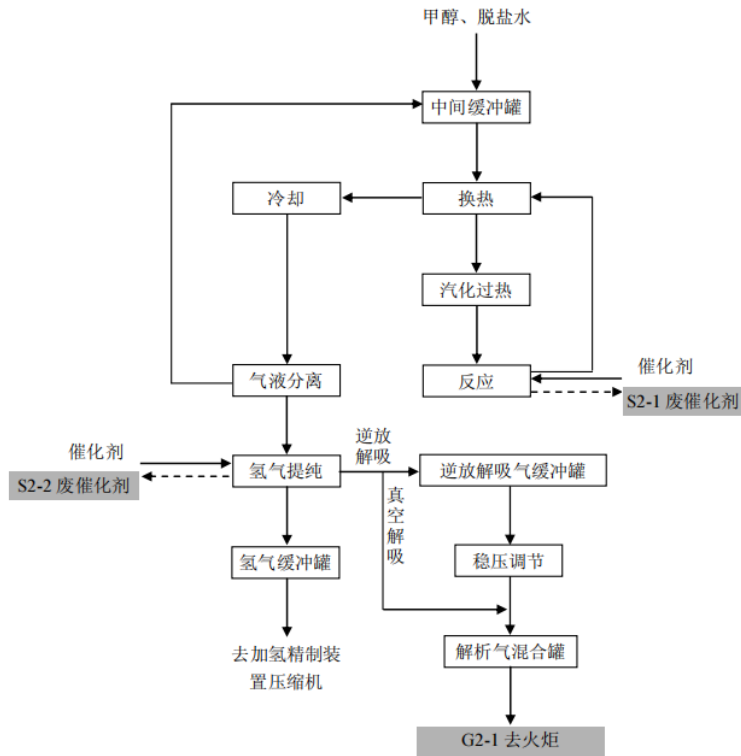 甲醇、脱盐水
中间缓冲罐
冷却
换热
汽化过热
气液分离
反应
催化剂
S2-1 废催化剂
催化剂
S2-2 废催化剂
氢气提纯
逆放
解吸
逆放解吸气缓冲罐
真空解吸
氢气缓冲罐
稳压调节
去加氢精制装
置压缩机
解析气混合罐
G2-1 去火炬